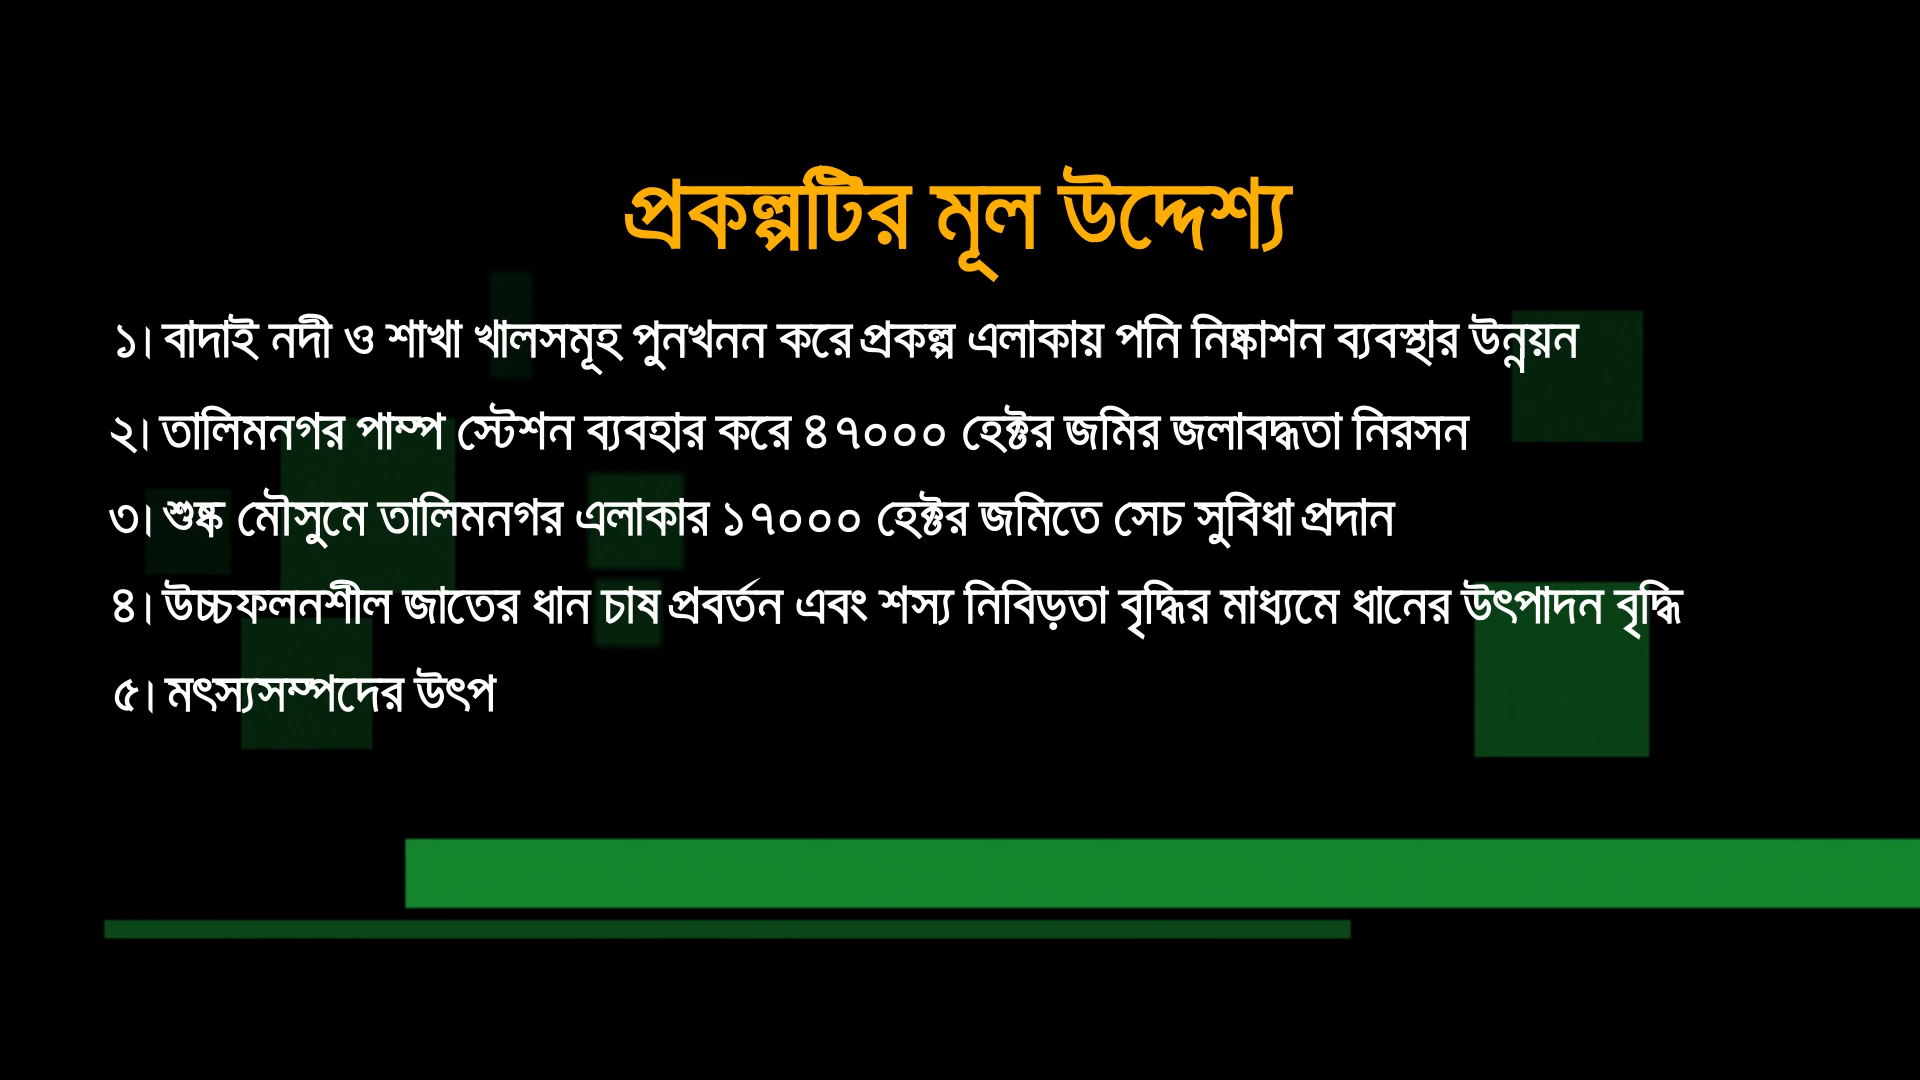 প্রকল্পটির মূল উদ্দেশ্য
১। বাদাই নদী ও শাখা খালসমূহ পুনখনন করে প্রকল্প এলাকায় পনি নিষ্কাশন ব্যবস্থার উন্নয়ন
২। তালিমনগর পাম্প স্টেশন ব্যবহার করে ৪৭০০০ হেক্টর জমির জলাবদ্ধতা নিরসন
৩। শুষ্ক মৌসুমে তালিমনগর এলাকার ১৭০০০ হেক্টর জমিতে সেচ সুবিধা প্রদান
৪। উচ্চফলনশীল জাতের ধান চাষ প্রবর্তন এবং শস্য নিবিড়তা বৃদ্ধির মাধ্যমে ধানের উৎপাদন বৃদ্ধি
৫। মৎস্যসম্পদের উৎপ